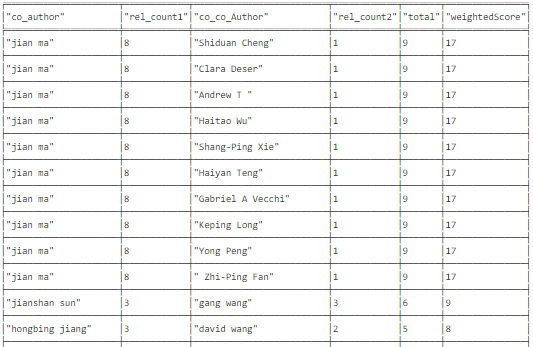 "co_author" "rel_count1" "co_co_Author" "rel_count2" "total" "weightedScore"
"jian ma" 8 "Shiduan Cheng" 1 9 17
"jian ma" 8 "Clara Deser" 1 9 17
"jian ma" 8 "Andrew T " 1 9 17
"jian ma" 8 "Haitao Wu" 1 9 17
"jian ma" 8 "Shang-Ping Xie" 1 9 17
"jian ma" 8 "Haiyan Teng" 1 9 17
"jian ma" 8 "Gabriel A Vecchi" 1 9 17
"jian ma" 8 "Keping Long" 1 9 17
"jian ma" 8 "Yong Peng" 1 9 17
"jian ma" 8 " Zhi-Ping Fan" 1 9 17
"jianshan sun" 3 "gang wang" 3 6 9
"hongbing jiang" 3 "david wang" 2 5 8